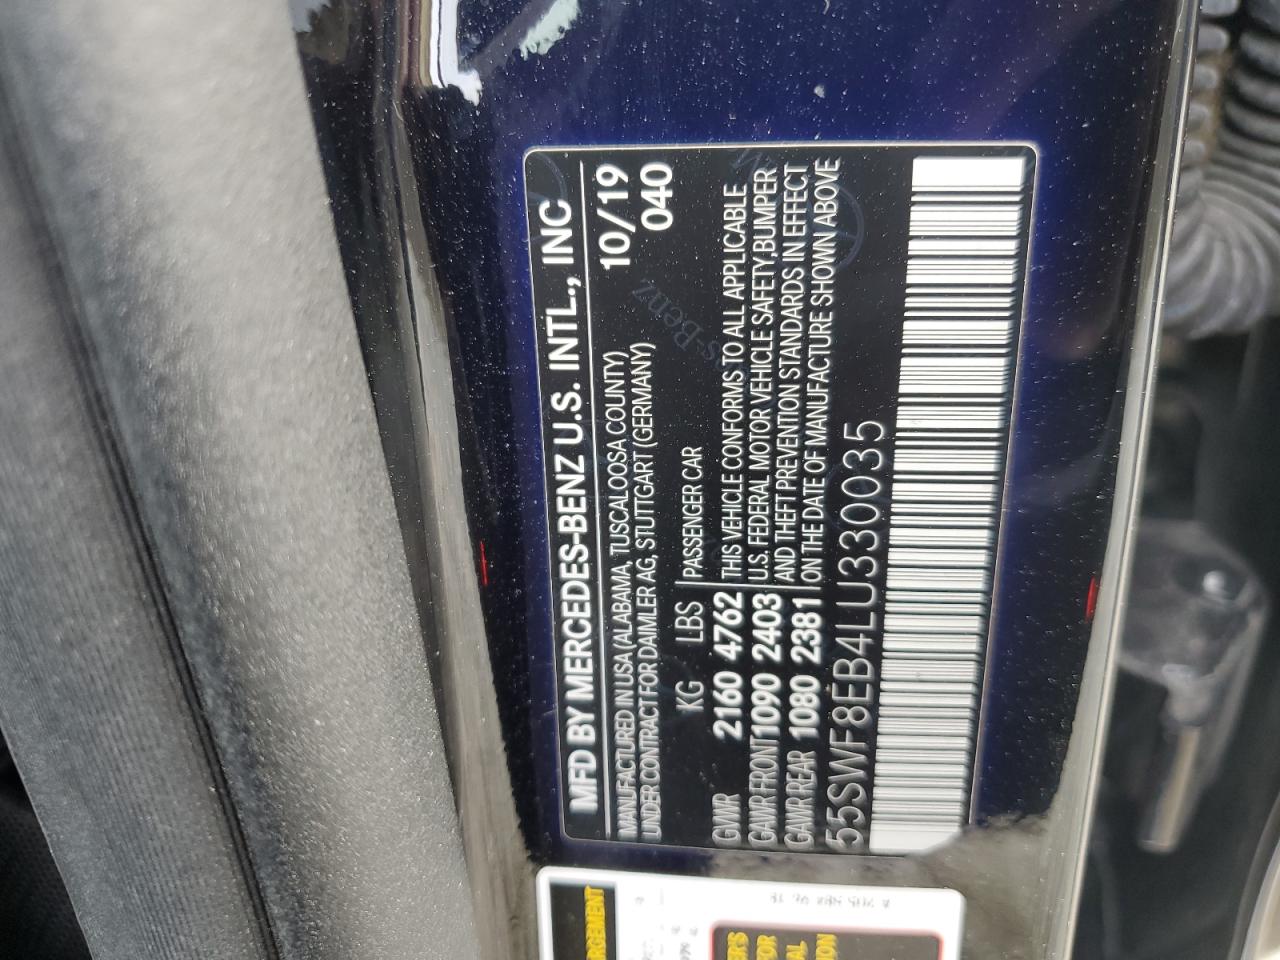 MFD BY MERCEDES-BENZ U.S. INTL., INC
MANUFACTURED IN USA (ALABAMA, TUSCALOOSA COUNTY) 10/19
UNDER CONTRACT FOR DAIMLER AG, STUTTGART (GERMANY) 040
KG LBS PASSENGER CAR
GVWR 2160 4762 THIS VEHICLE CONFORMS TO ALL APPLICABLE
GAWR FRONT 1090 2403 U.S. FEDERAL MOTOR VEHICLE SAFETY,BUMPER
GAWR REAR 1080 2381 AND THEFT PREVENTION STANDARDS IN EFFECT
ON THE DATE OF MANUFACTURE SHOWN ABOVE
55SWF8EB4LU330035
s-Benz